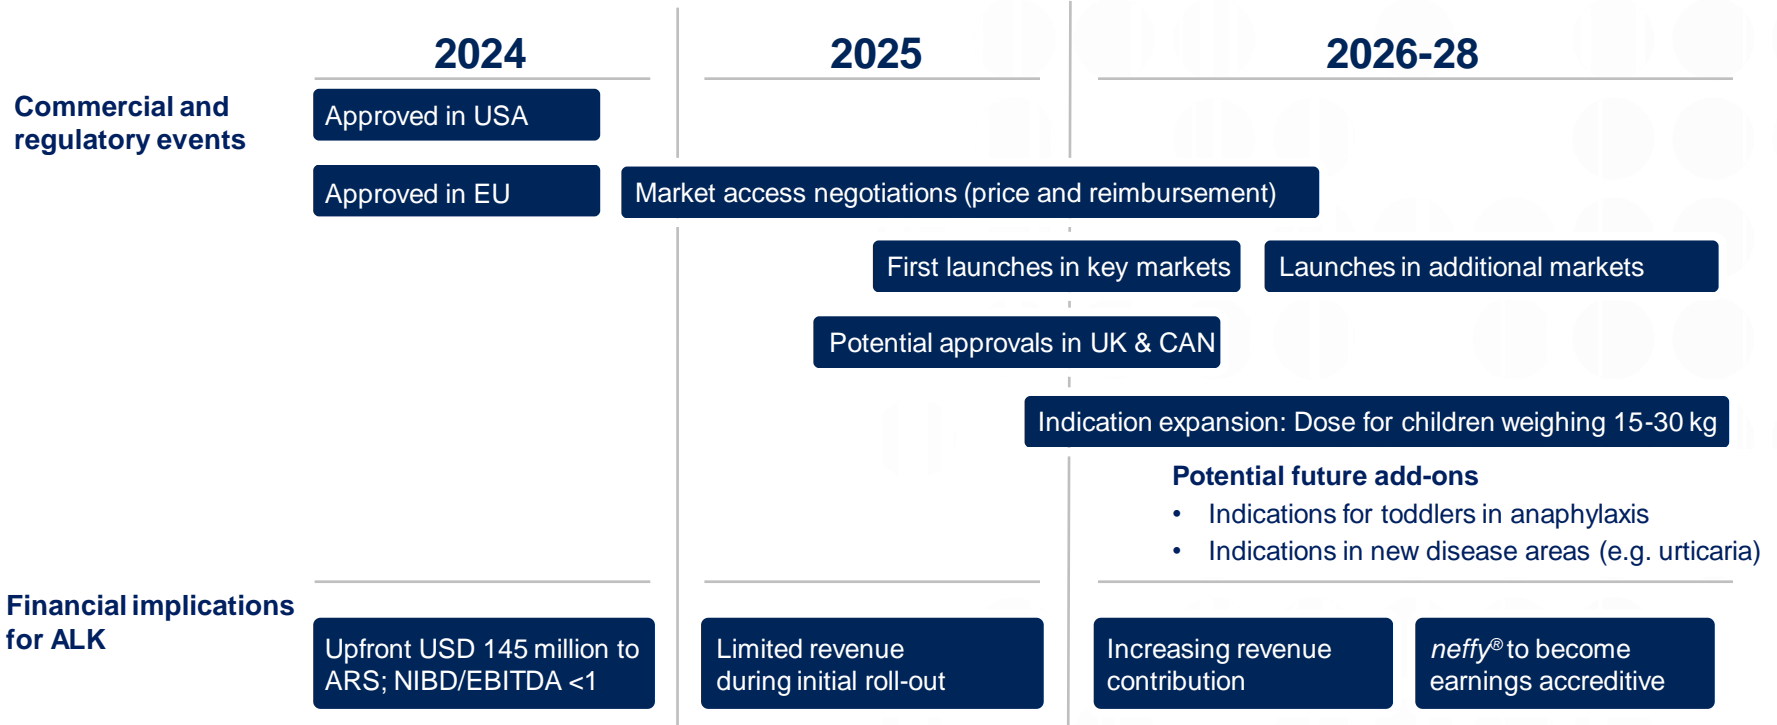 2024
2025
2026-28
Commercial and
regulatory events
Approved in USA
Approved in EU
Market access negotiations (price and reimbursement)
First launches in key markets
Launches in additional markets
Potential approvals in UK & CAN
Indication expansion: Dose for children weighing 15-30 kg
Potential future add-ons
• Indications for toddlers in anaphylaxis
• Indications in new disease areas (e.g. urticaria)
Financial implications
for ALK
Upfront USD 145 million to
ARS; NIBD/EBITDA <1
Limited revenue
during initial roll-out
Increasing revenue
contribution
neffy® to become
earnings accreditive